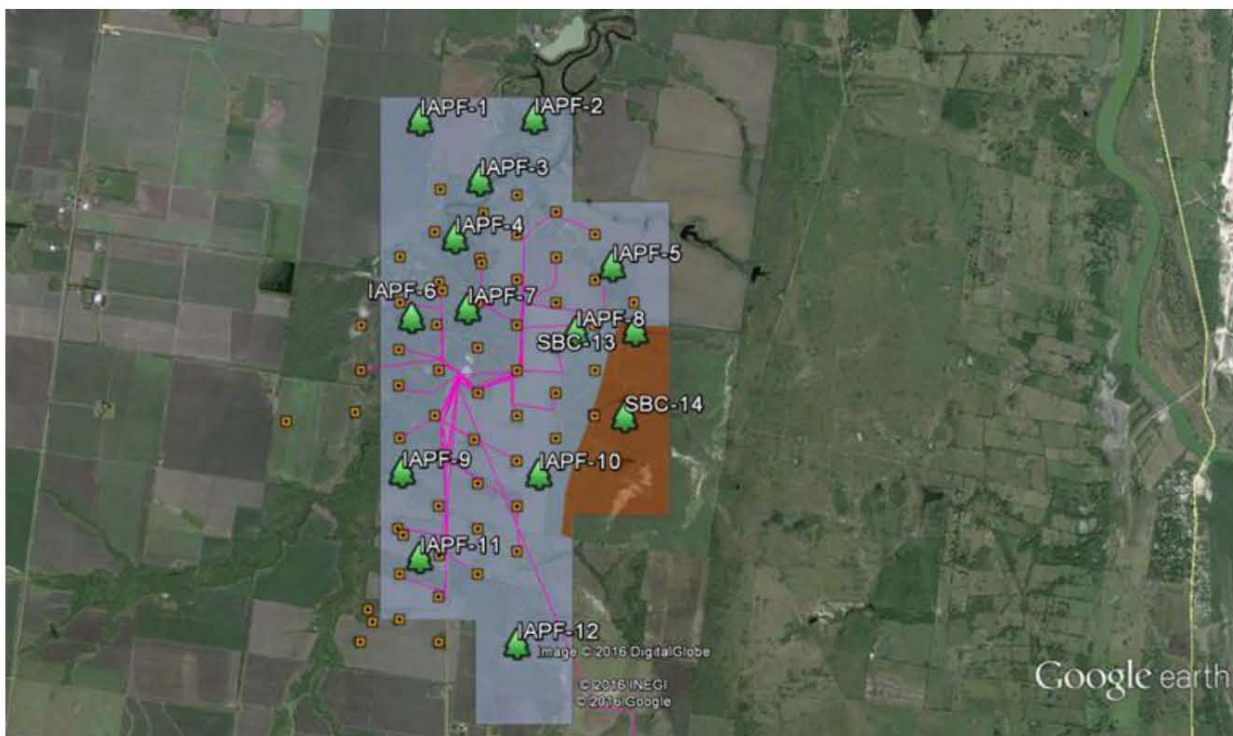 IAPF-1
IAPF-2
IAPF-3
IAPF-4
IAPF-5
IAPF-6
IAPF-7
IAPF-8
SBC-13
SBC-14
IAPF-9
IAPF-10
IAPF-11
IAPF-12
Image © 2016 DigitalGlobe
© 2016 INEGI
© 2016 Google
Google earth